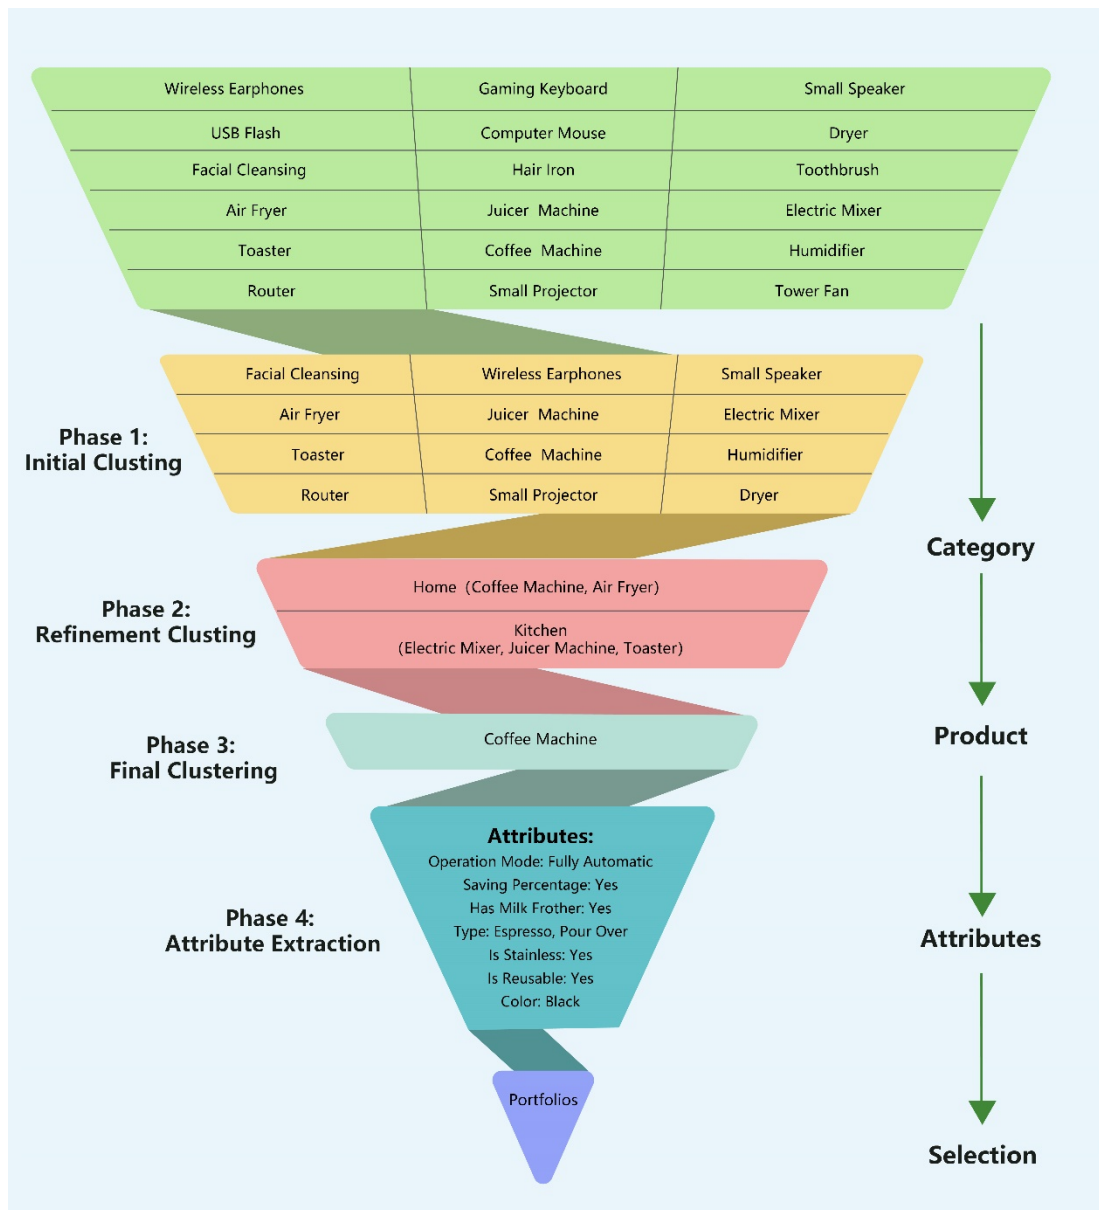 Wireless Earphones Gaming Keyboard Small Speaker
USB Flash Computer Mouse Dryer
Facial Cleansing Hair Iron Toothbrush
Air Fryer Juicer Machine Electric Mixer
Toaster Coffee Machine Humidifier
Router Small Projector Tower Fan
Phase 1:
Initial Clusting
Facial Cleansing Wireless Earphones Small Speaker
Air Fryer Juicer Machine Electric Mixer
Toaster Coffee Machine Humidifier
Router Small Projector Dryer
Category
Phase 2:
Refinement Clusting
Home (Coffee Machine, Air Fryer)
Kitchen
(Electric Mixer, Juicer Machine, Toaster)
Product
Phase 3:
Final Clustering
Coffee Machine
Phase 4:
Attribute Extraction
Attributes:
Operation Mode: Fully Automatic
Saving Percentage: Yes
Has Milk Frother: Yes
Type: Espresso, Pour Over
Is Stainless: Yes
Is Reusable: Yes
Color: Black
Attributes
Portfolios
Selection